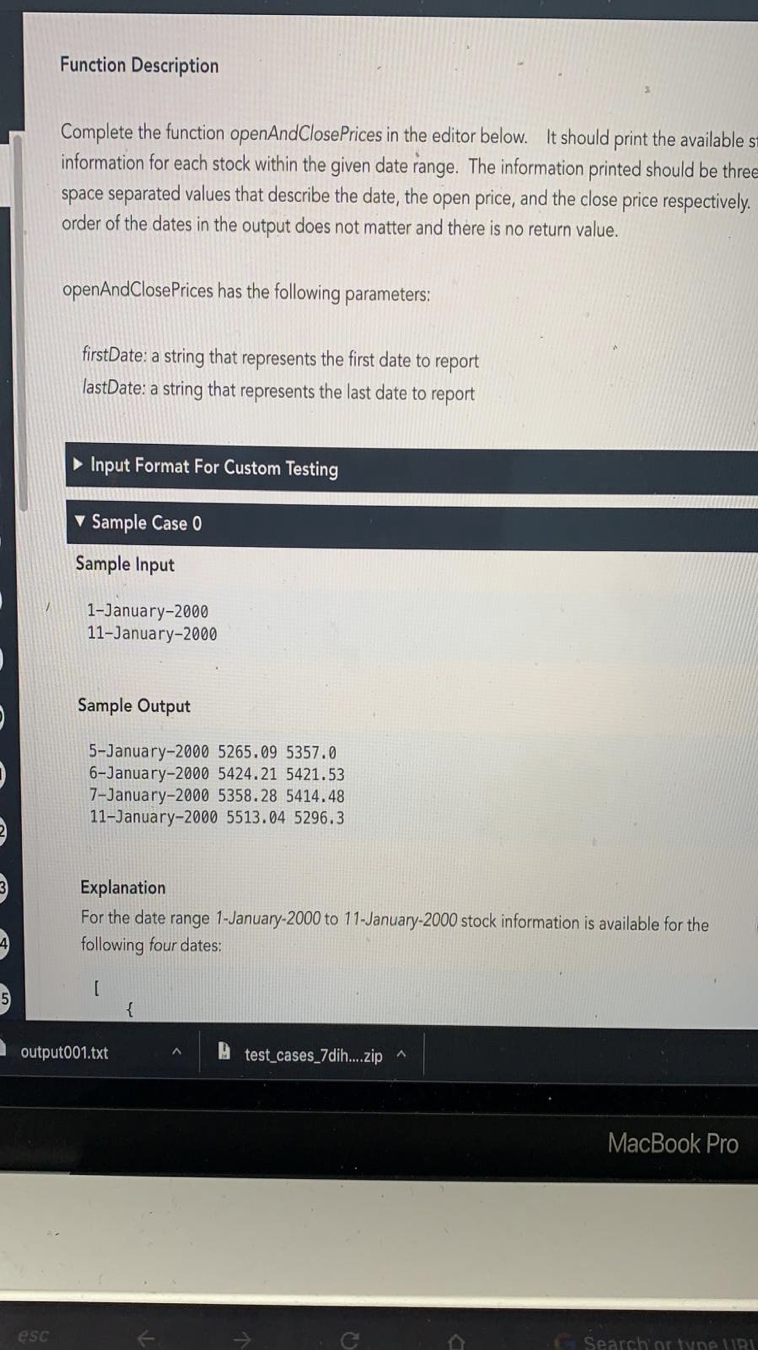 Function Description
Complete the function openAndClosePrices in the editor below. It should print the available
information for each stock within the given date range. The information printed should be three
space separated values that describe the date, the open price, and the close price respectively.
order of the dates in the output does not matter and there is no return value.
openAndClosePrices has the following parameters:
firstDate: a string that represents the first date to report
lastDate: a string that represents the last date to report
▶ Input Format For Custom Testing
▼ Sample Case 0
Sample Input
1-January-2000
11-January-2000
Sample Output
5-January-2000 5265.09 5357.0
6-January-2000 5424.21 5421.53
7-January-2000 5358.28 5414.48
11-January-2000 5513.04 5296.3
Explanation
For the date range 1-January-2000 to 11-January-2000 stock information is available for the
following four dates:
[
{
2
3
4
5
output001.txt
test_cases_7dih....zip
MacBook Pro
esc
Search or type URL